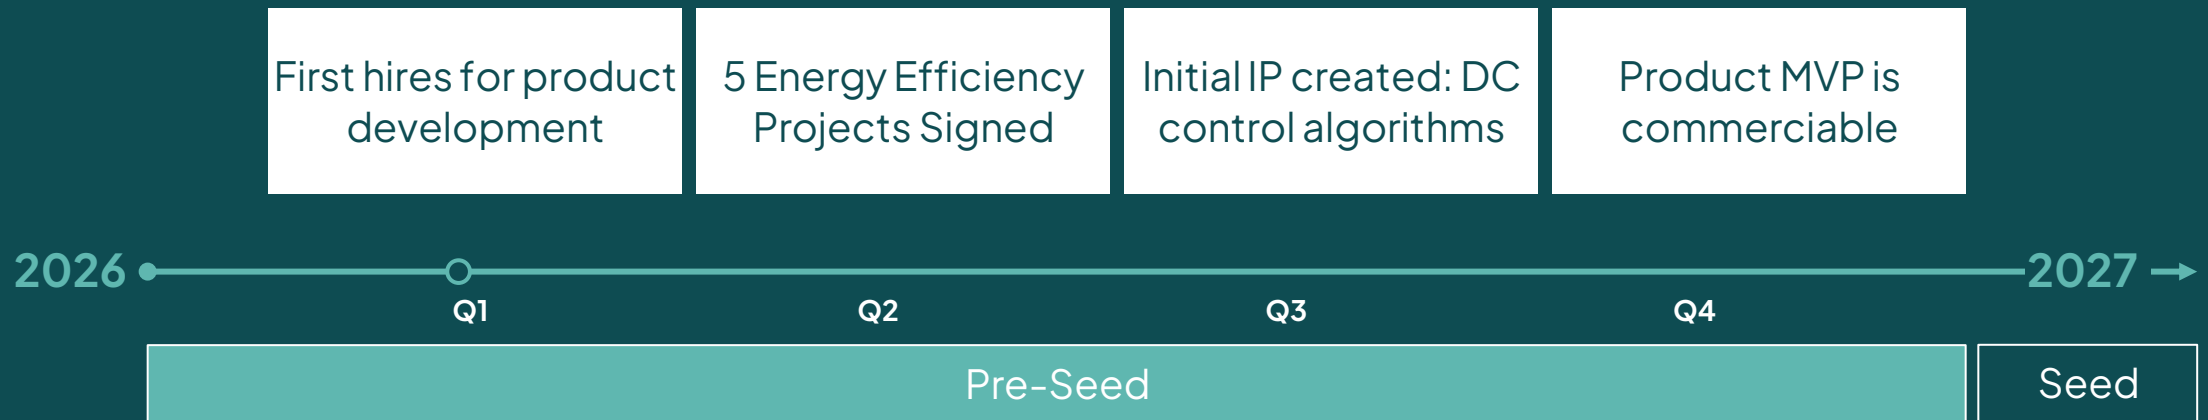 First hires for product
development
5 Energy Efficiency
Projects Signed
Initial IP created: DC
control algorithms
Product MVP is
commerciable
2026
2027
Q1
Q2
Q3
Q4
Pre-Seed
Seed